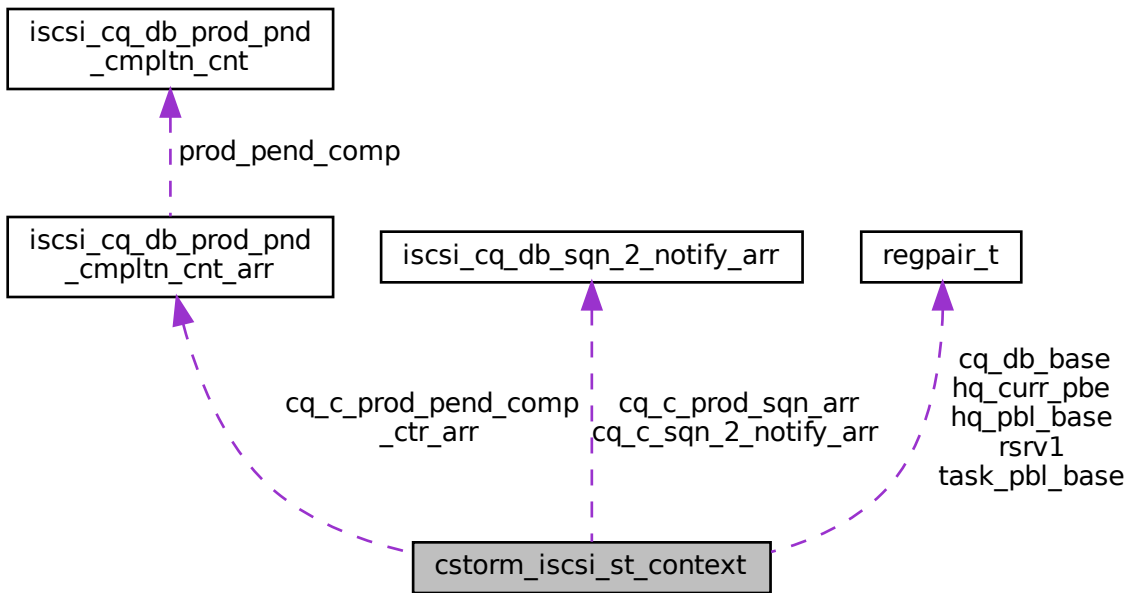 iscsi_cq_db_prod_pnd
_cmpltn_cnt
prod_pend_comp
iscsi_cq_db_prod_pnd
_cmpltn_cnt_arr
iscsi_cq_db_sqn_2_notify_arr
regpair_t
cq_c_prod_pend_comp
_ctr_arr
cq_c_prod_sqn_arr
cq_c_sqn_2_notify_arr
cq_db_base
hq_curr_pbe
hq_pbl_base
rsrv1
task_pbl_base
cstorm_iscsi_st_context